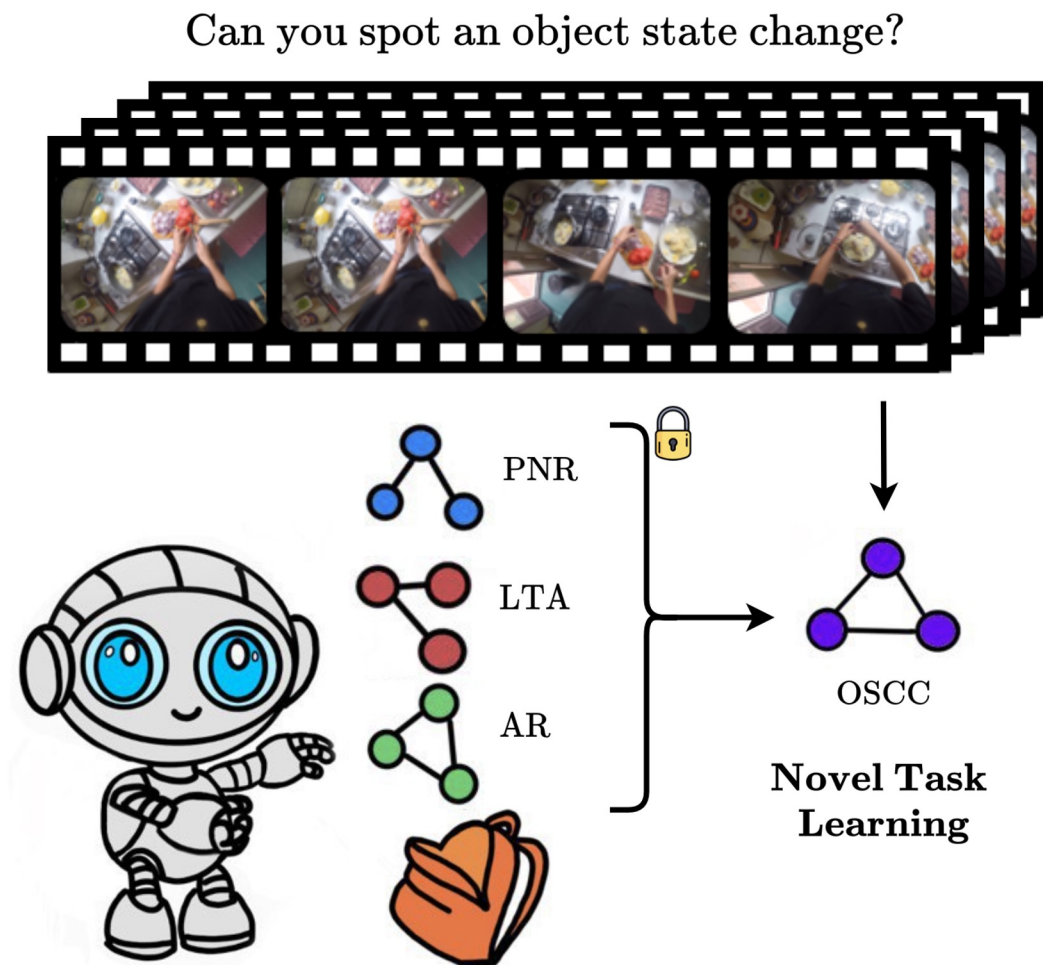 Can you spot an object state change?
PNR
LTA
AR
OSCC
Novel Task
Learning